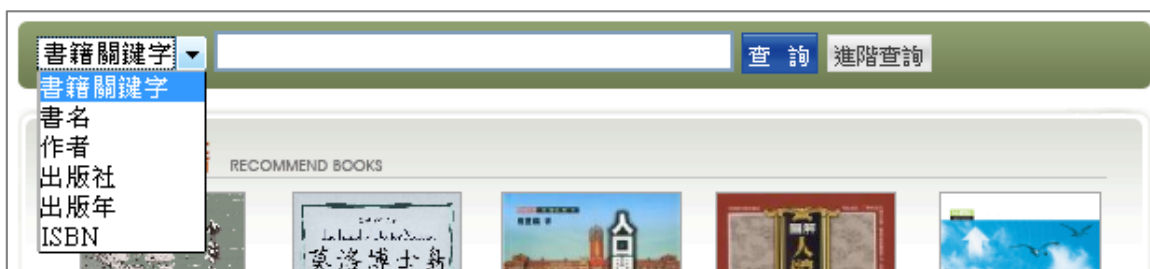 書籍關鍵字
查 詢
進階查詢
書籍關鍵字
書名
作者
出版社
出版年
ISBN
RECOMMEND BOOKS